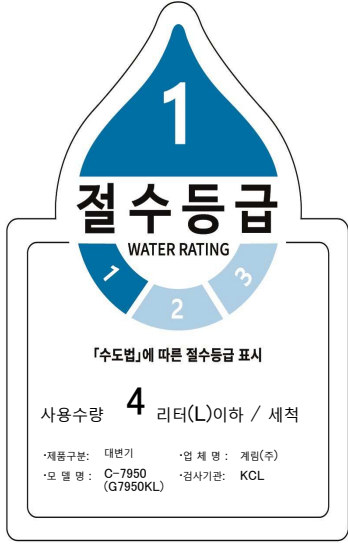 1
절수등급
WATER RATING
1 2 3
「수도법」에 따른 절수등급 표시
사용수량 4 리터(L)이하 / 세척
·제품구분: 대변기 ·업 체 명 : 계림(주)
·모 델 명 : C-7950 ·검사기관: KCL
(G7950KL)